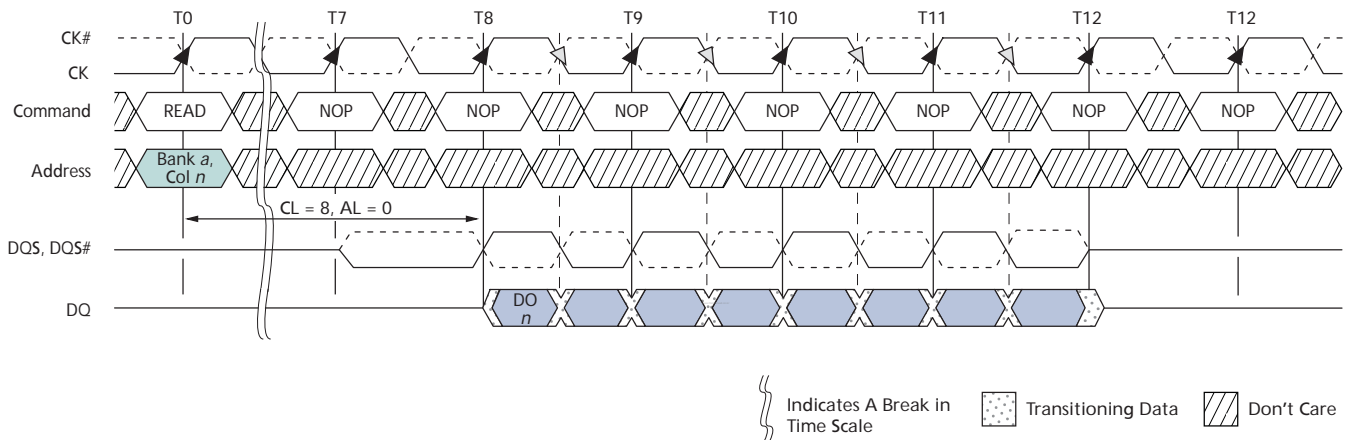 T0 T7 T8 T9 T10 T11 T12 T12
CK#
CK
Command READ NOP NOP NOP NOP NOP NOP NOP
Address Bank a,
Col n
CL = 8, AL = 0
DQS, DQS#
DQ DO
n
Indicates A Break in
Time Scale
Transitioning Data
Don't Care